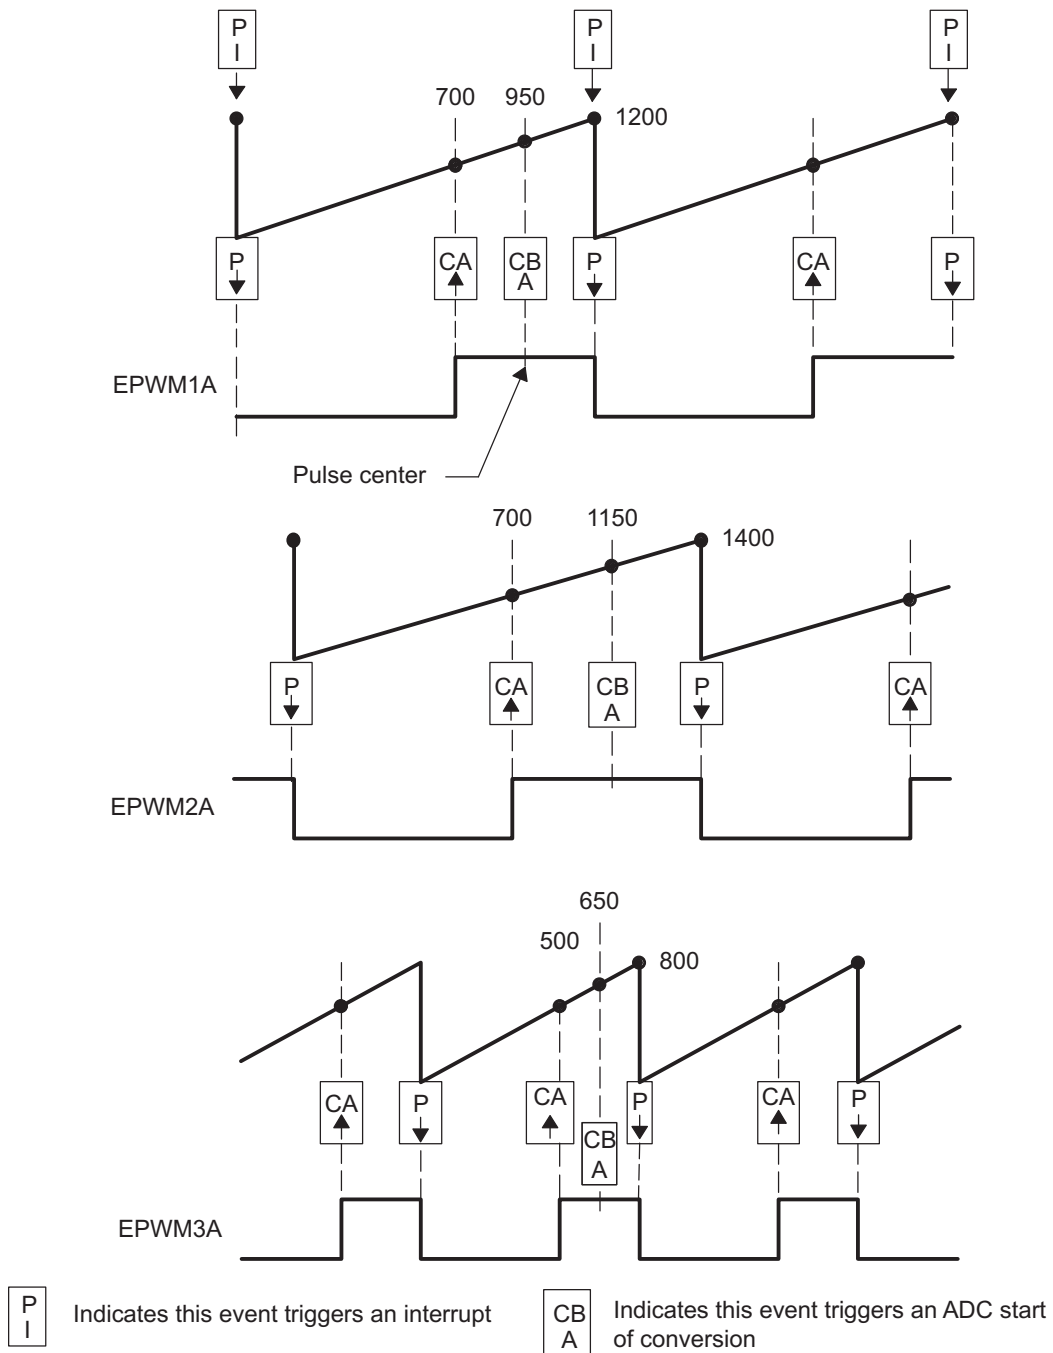 P P P
I I I
700 950
1200
P CA CB P CA P
A
EPWM1A
Pulse center
700 1150
1400
P CA CB P CA
A
EPWM2A
650
500
800
CA P CA P CA P
CB
A
EPWM3A
P
I
Indicates this event triggers an interrupt
CB
A
Indicates this event triggers an ADC start
of conversion